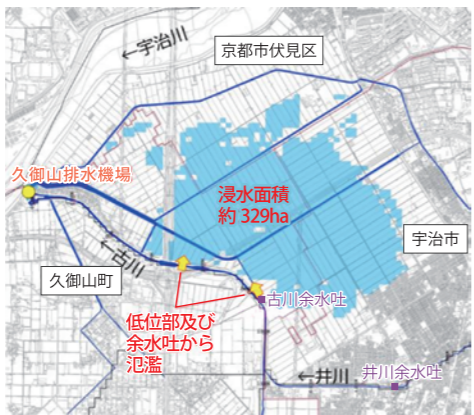 ←宇治川
京都市伏見区
久御山排水機場
浸水面積
約 329ha
宇治市
←古川
久御山町
古川余水吐
低位部及び
余水吐から
氾濫
←井川
井川余水吐